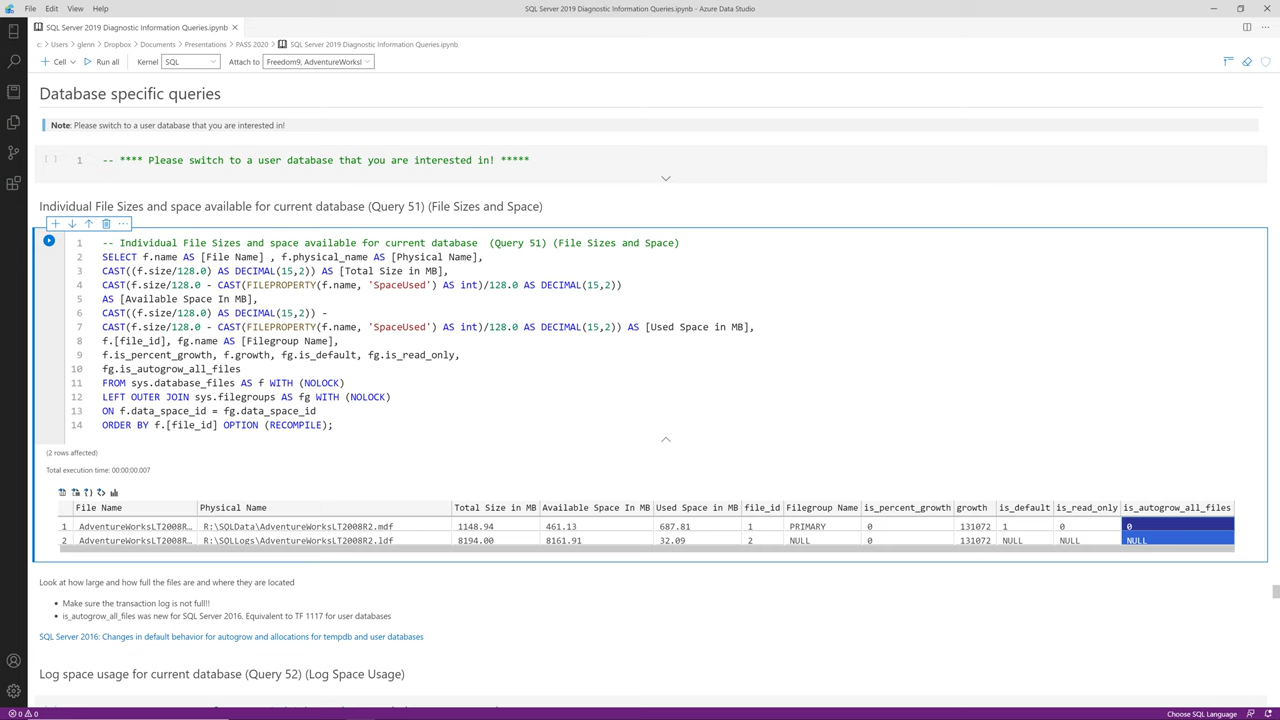 File Edit View Help
SQL Server 2019 Diagnostic Information Queries.ipynb - Azure Data Studio
SQL Server 2019 Diagnostic Information Queries.ipynb
c: > Users > glenn > Dropbox > Documents > Presentations > PASS 2020 > SQL Server 2019 Diagnostic Information Queries.ipynb
Cell Run all Kernel SQL Attach to Freedom9, AdventureWorksl
Database specific queries
Note: Please switch to a user database that you are interested in!
[ ] 1 -- **** Please switch to a user database that you are interested in! *****
Individual File Sizes and space available for current database (Query 51) (File Sizes and Space)
1 -- Individual File Sizes and space available for current database  (Query 51) (File Sizes and Space)
2 SELECT f.name AS [File Name] , f.physical_name AS [Physical Name],
3 CAST((f.size/128.0) AS DECIMAL(15,2)) AS [Total Size in MB],
4 CAST(f.size/128.0 - CAST(FILEPROPERTY(f.name, 'SpaceUsed') AS int)/128.0 AS DECIMAL(15,2))
5 AS [Available Space In MB],
6 CAST((f.size/128.0) AS DECIMAL(15,2)) -
7 CAST(f.size/128.0 - CAST(FILEPROPERTY(f.name, 'SpaceUsed') AS int)/128.0 AS DECIMAL(15,2)) AS [Used Space in MB],
8 f.[file_id], fg.name AS [Filegroup Name],
9 f.is_percent_growth, f.growth, fg.is_default, fg.is_read_only,
10 fg.is_autogrow_all_files
11 FROM sys.database_files AS f WITH (NOLOCK)
12 LEFT OUTER JOIN sys.filegroups AS fg WITH (NOLOCK)
13 ON f.data_space_id = fg.data_space_id
14 ORDER BY f.[file_id] OPTION (RECOMPILE);
(2 rows affected)
Total execution time: 00:00:00.007
File Name Physical Name Total Size in MB Available Space In MB Used Space in MB file_id Filegroup Name is_percent_growth growth is_default is_read_only is_autogrow_all_files
1 AdventureWorksLT2008R… R:\SQLData\AdventureWorksLT2008R2.mdf 1148.94 461.13 687.81 1 PRIMARY 0 131072 1 0 0
2 AdventureWorksLT2008R… R:\SQLLogs\AdventureWorksLT2008R2.ldf 8194.00 8161.91 32.09 2 NULL 0 131072 NULL NULL NULL
Look at how large and how full the files are and where they are located
• Make sure the transaction log is not full!!
• is_autogrow_all_files was new for SQL Server 2016. Equivalent to TF 1117 for user databases
SQL Server 2016: Changes in default behavior for autogrow and allocations for tempdb and user databases
Log space usage for current database (Query 52) (Log Space Usage)
0 0 Choose SQL Language